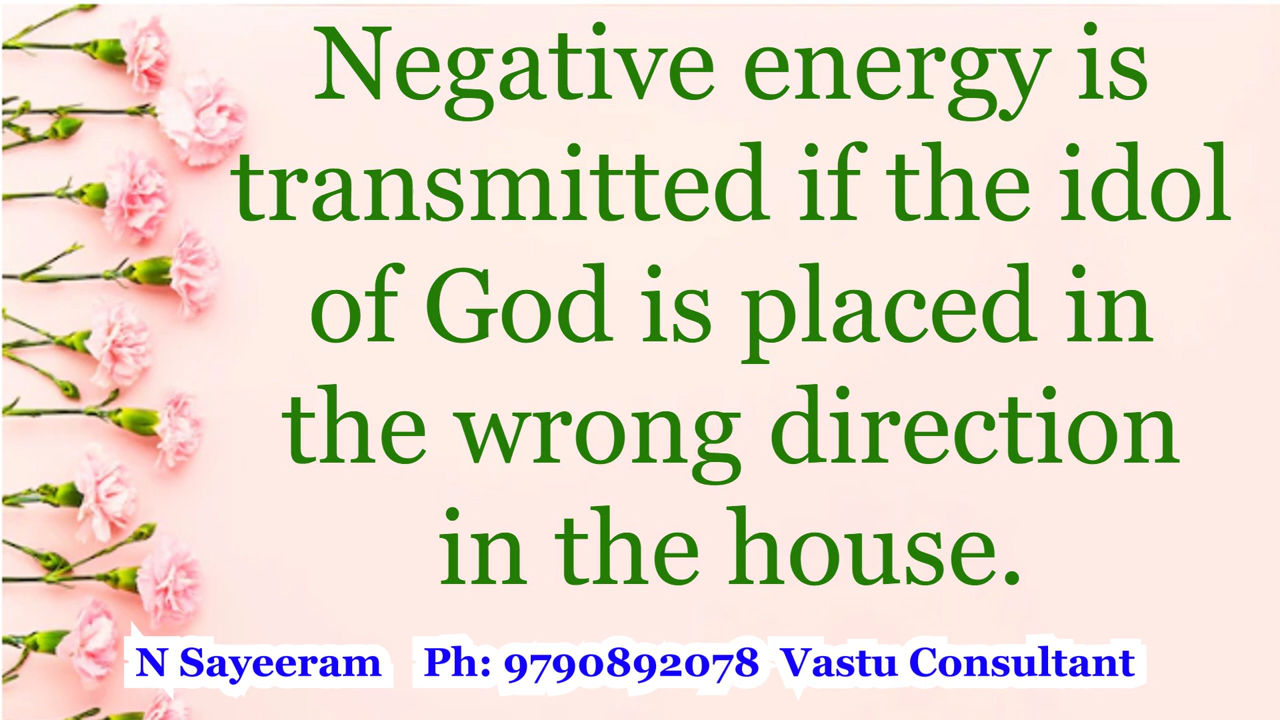 Negative energy is
transmitted if the idol
of God is placed in
the wrong direction
in the house.
N Sayeeram Ph: 9790892078 Vastu Consultant